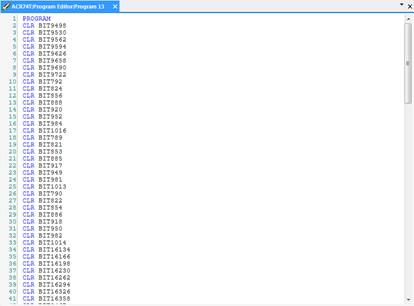 ACR74T\Program Editor\Program 13
1 PROGRAM
2 CLR BIT9498
3 CLR BIT9530
4 CLR BIT9562
5 CLR BIT9594
6 CLR BIT9626
7 CLR BIT9658
8 CLR BIT9690
9 CLR BIT9722
10 CLR BIT792
11 CLR BIT824
12 CLR BIT856
13 CLR BIT888
14 CLR BIT920
15 CLR BIT952
16 CLR BIT984
17 CLR BIT1016
18 CLR BIT789
19 CLR BIT821
20 CLR BIT853
21 CLR BIT885
22 CLR BIT917
23 CLR BIT949
24 CLR BIT981
25 CLR BIT1013
26 CLR BIT790
27 CLR BIT822
28 CLR BIT854
29 CLR BIT886
30 CLR BIT918
31 CLR BIT950
32 CLR BIT982
33 CLR BIT1014
34 CLR BIT16134
35 CLR BIT16166
36 CLR BIT16198
37 CLR BIT16230
38 CLR BIT16262
39 CLR BIT16294
40 CLR BIT16326
41 CLR BIT16358